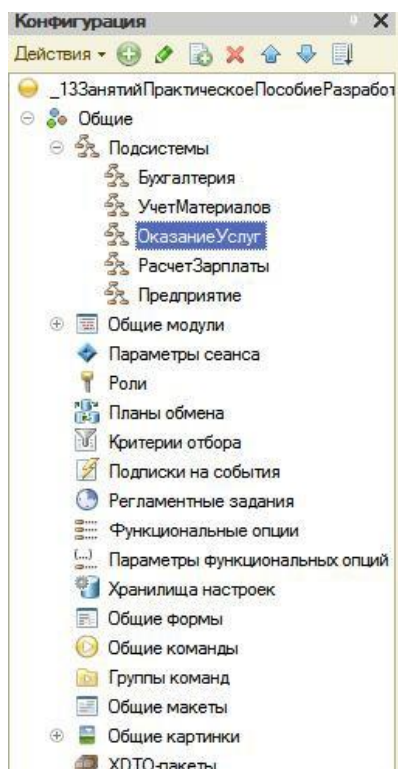 Конфигурация
Действия
_13ЗанятийПрактическоеПособиеРазработ
Общие
Подсистемы
Бухгалтерия
УчетМатериалов
ОказаниеУслуг
РасчетЗарплаты
Предприятие
Общие модули
Параметры сеанса
Роли
Планы обмена
Критерии отбора
Подписки на события
Регламентные задания
Функциональные опции
Параметры функциональных опций
Хранилища настроек
Общие формы
Общие команды
Группы команд
Общие макеты
Общие картинки
XDTO-пакеты